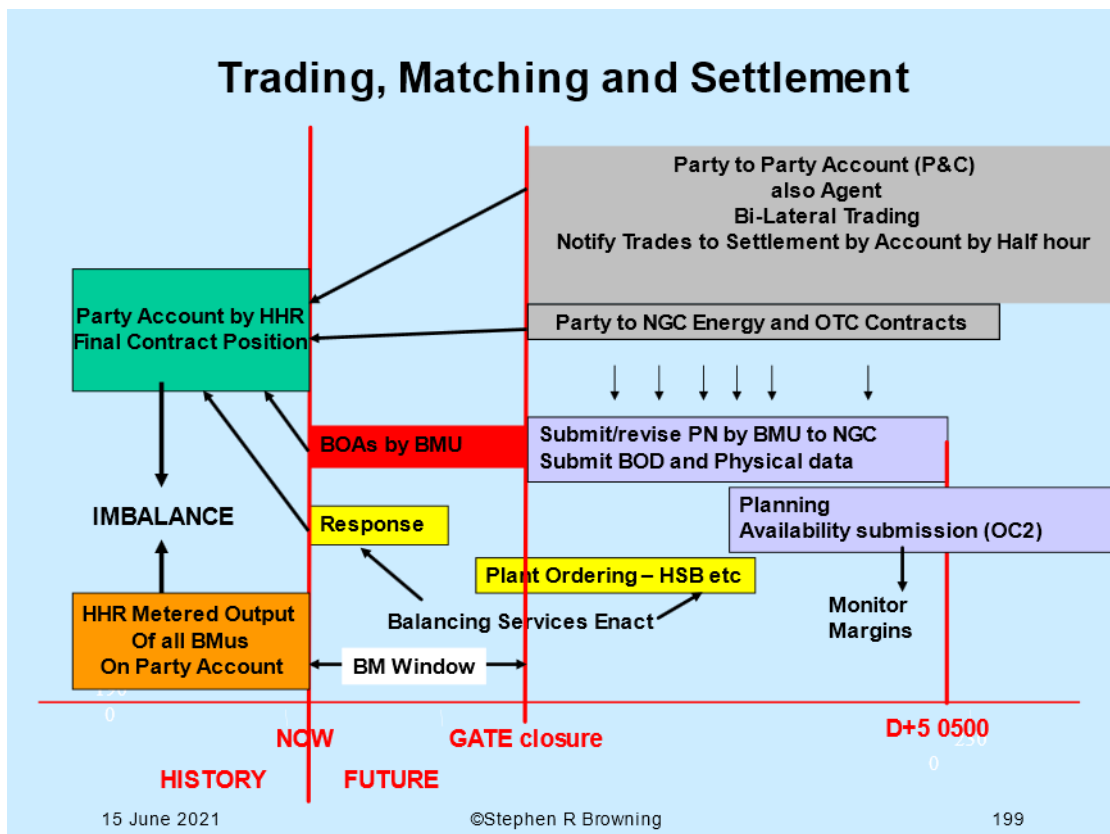 Trading, Matching and Settlement
Party to Party Account (P&C)
also Agent
Bi-Lateral Trading
Notify Trades to Settlement by Account by Half hour
Party Account by HHR
Final Contract Position
Party to NGC Energy and OTC Contracts
BOAs by BMU
Submit/revise PN by BMU to NGC
Submit BOD and Physical data
IMBALANCE
Response
Planning
Availability submission (OC2)
Plant Ordering – HSB etc
HHR Metered Output
Of all BMus
On Party Account
Balancing Services Enact
Monitor
Margins
BM Window
0
NOW
GATE closure
D+5 0500
0
HISTORY
FUTURE
15 June 2021
©Stephen R Browning
199